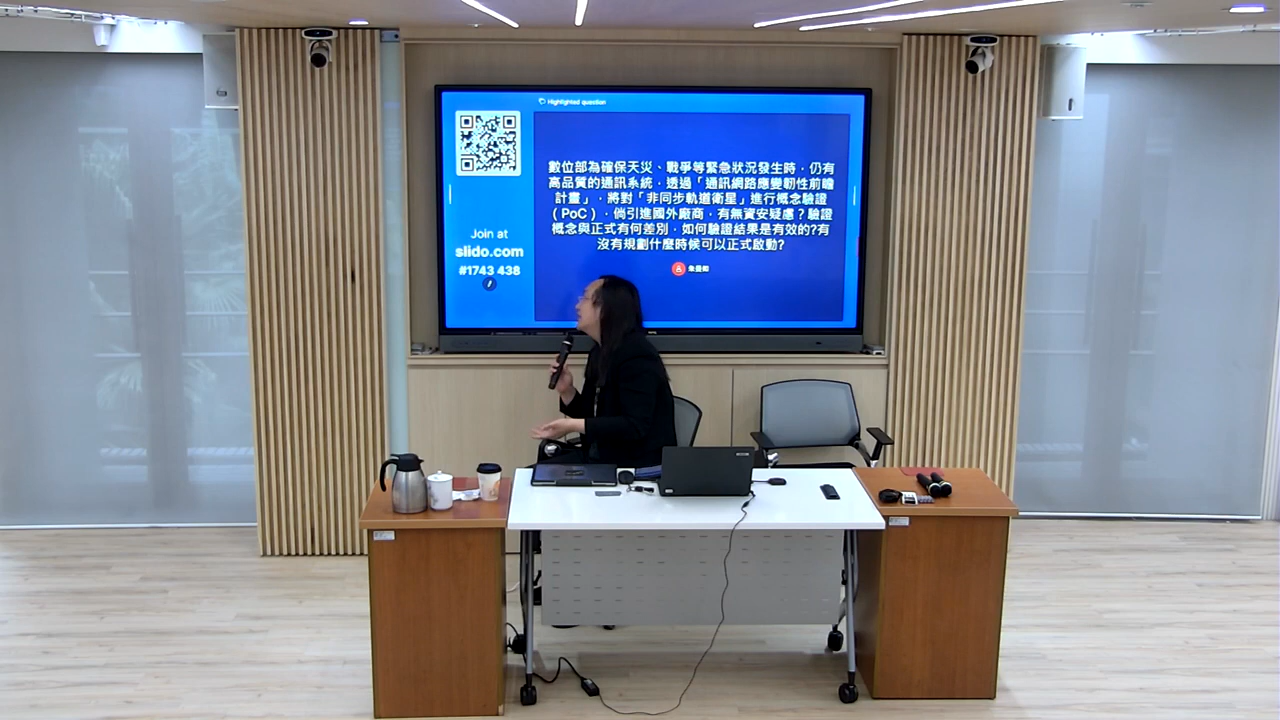 Highlighted question
數位部為確保天災、戰爭等緊急狀況發生時，仍有
高品質的通訊系統，透過「通訊網路應變韌性前瞻
計畫」，將對「非同步軌道衛星」進行概念驗證
（PoC），倘引進國外廠商，有無資安疑慮？驗證
概念與正式有何差別，如何驗證結果是有效的?有
沒有規劃什麼時候可以正式啟動?
Join at
slido.com
#1743 438